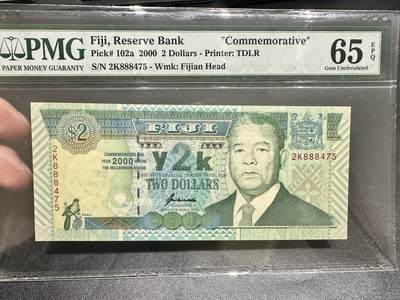 PMG
PAPER MONEY GUARANTY
Fiji, Reserve Bank "Commemorative"
Pick# 102a 2000 2 Dollars - Printer: TDLR
S/N 2K888475 - Wmk: Fijian Head
65 EPQ
Gem Uncirculated
$2
FIJI
COMMEMORATING
YEAR 2000
THE MILLENNIUM
y2k
TWO DOLLARS
2K888475
2K888475